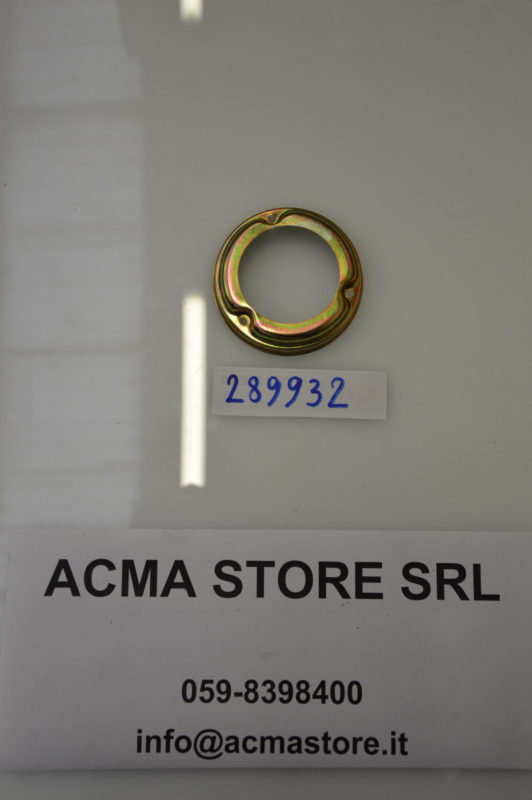 289932
ACMA STORE SRL
059-8398400
info@acmastore.it